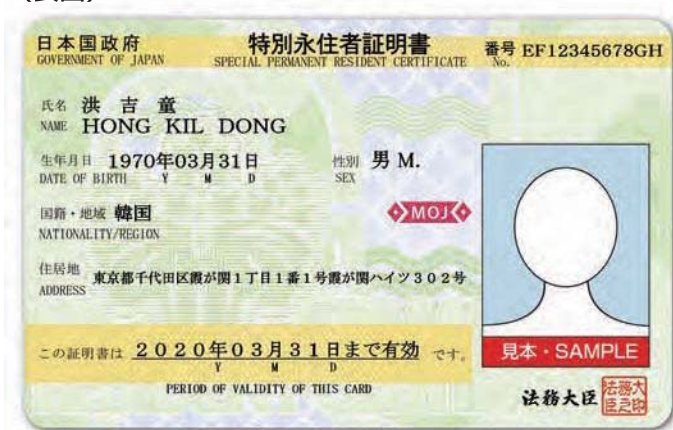 日本国政府 特別永住者証明書 番号 EF12345678GH
GOVERNMENT OF JAPAN SPECIAL PERMANENT RESIDENT CERTIFICATE No.
氏名 洪 吉 童
NAME HONG KIL DONG
生年月日 1970年03月31日 性別 男 M.
DATE OF BIRTH Y M D SEX
国籍・地域 韓国
NATIONALITY/REGION
MOJ
住居地 東京都千代田区霞が関1丁目1番1号霞が関ハイツ302号
ADDRESS
この証明書は 2020年03月31日まで有効 です。
Y M D
PERIOD OF VALIDITY OF THIS CARD
見本・SAMPLE
法務大臣 法務大臣之印